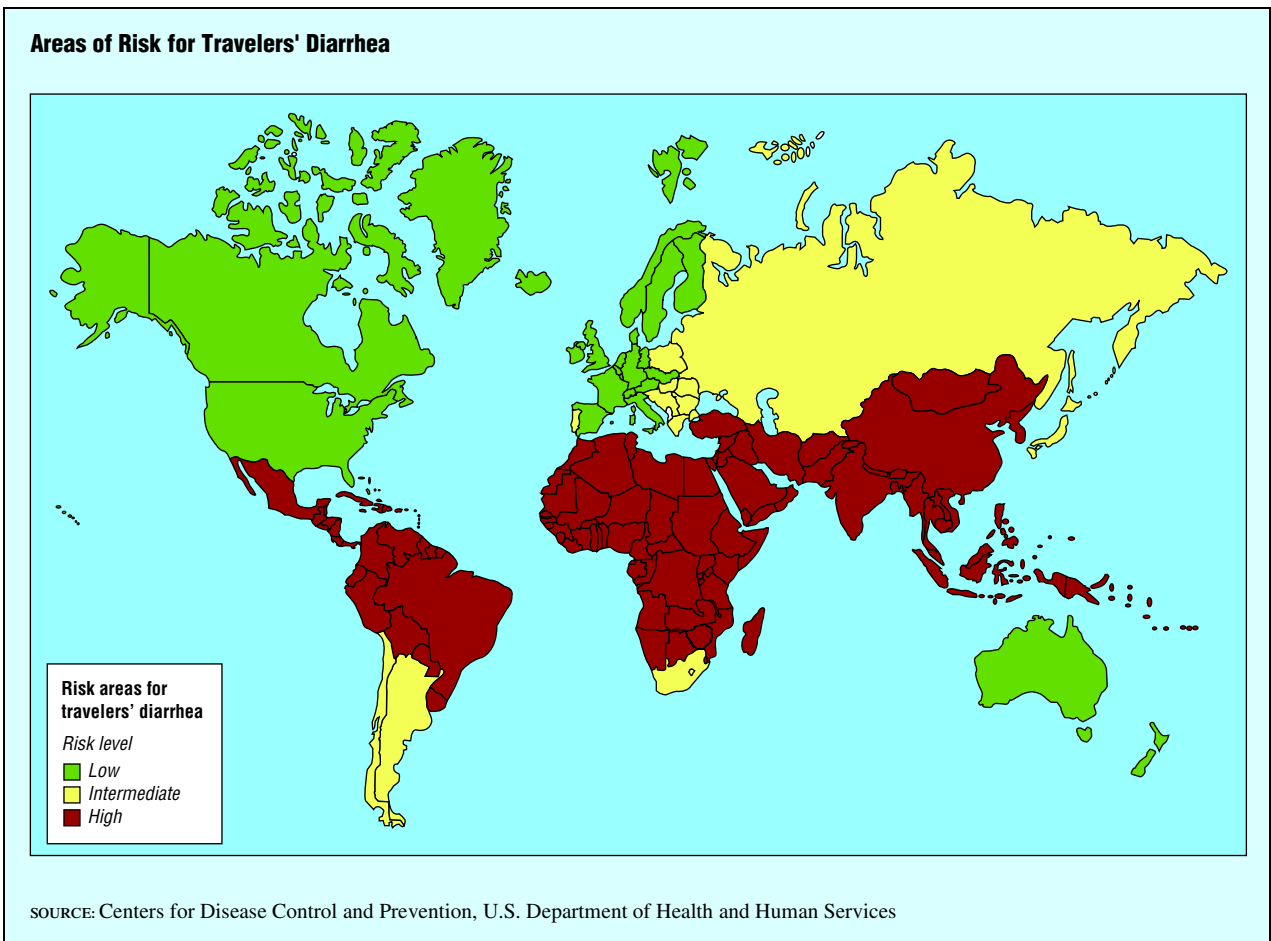 Areas of Risk for Travelers' Diarrhea
Risk areas for
travelers’ diarrhea
Risk level
Low
Intermediate
High
SOURCE: Centers for Disease Control and Prevention, U.S. Department of Health and Human Services